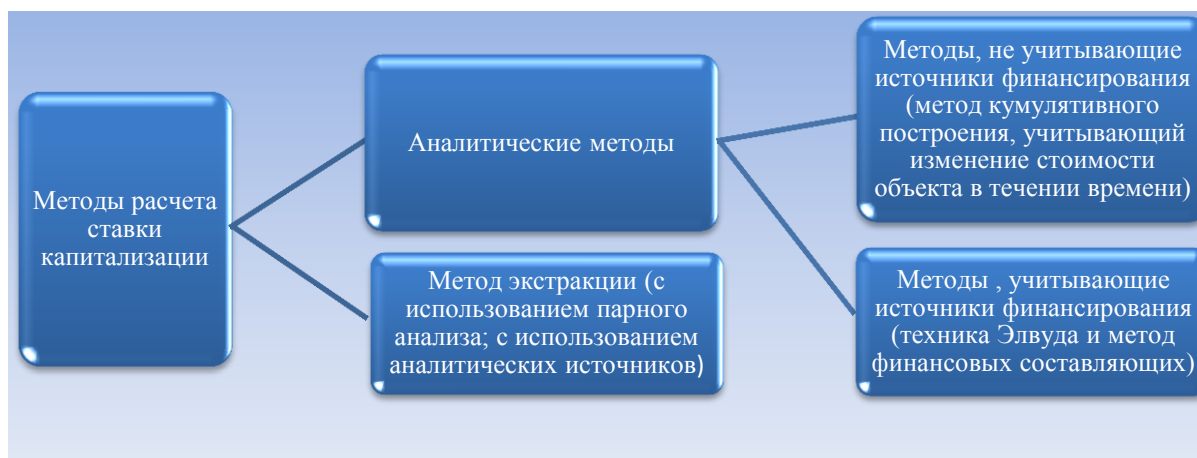 Методы расчета
ставки
капитализации
Аналитические методы
Метод экстракции (с
использованием парного
анализа; с использованием
аналитических источников)
Методы, не учитывающие
источники финансирования
(метод кумулятивного
построения, учитывающий
изменение стоимости
объекта в течении времени)
Методы , учитывающие
источники финансирования
(техника Элвуда и метод
финансовых составляющих)